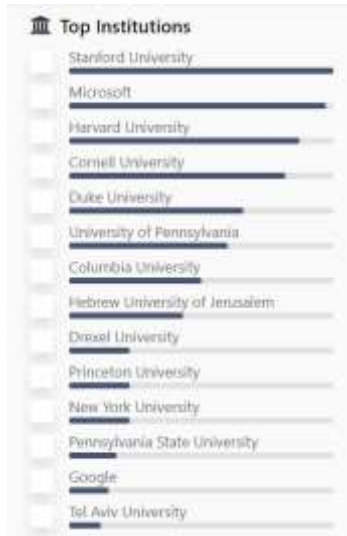 Top Institutions
Stanford University
Microsoft
Harvard University
Cornell University
Duke University
University of Pennsylvania
Columbia University
Hebrew University of Jerusalem
Drexel University
Princeton University
New York University
Pennsylvania State University
Google
Tel Aviv University